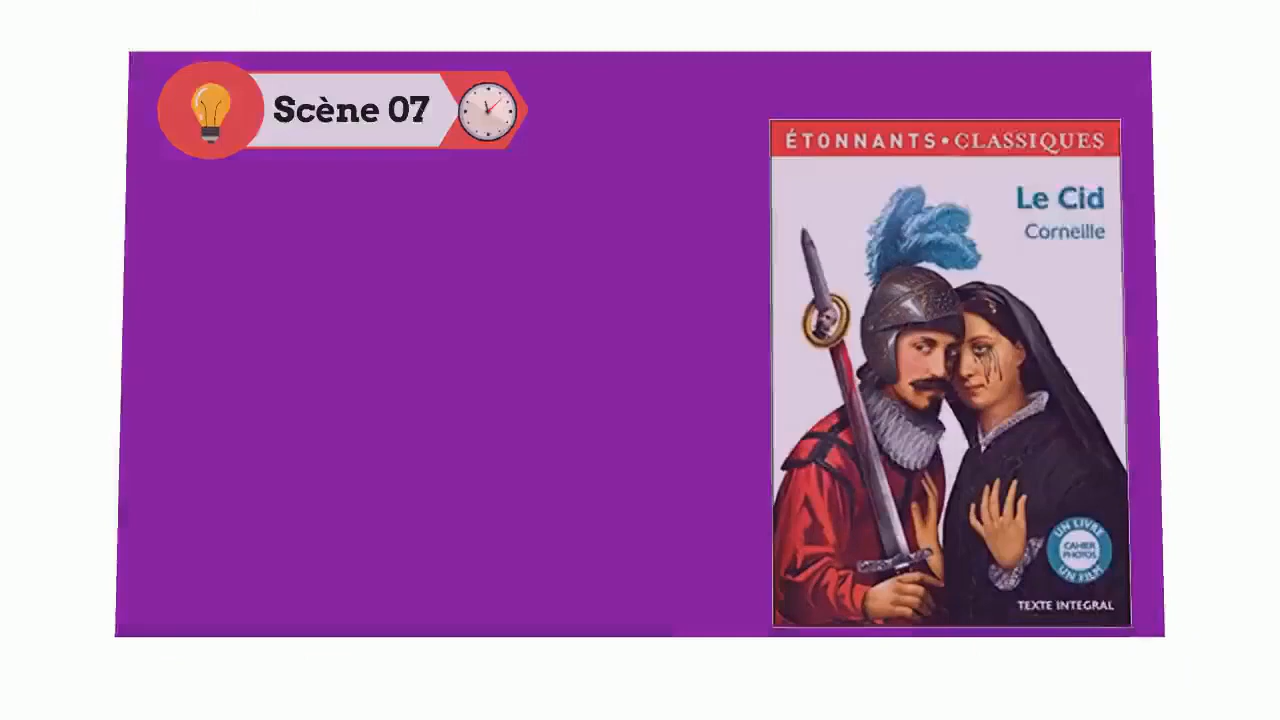 Scène 07
ÉTONNANTS•CLASSIQUES
Le Cid
Corneille
UN LIVRE
CAHIER
PHOTOS
UN FILM
TEXTE INTEGRAL